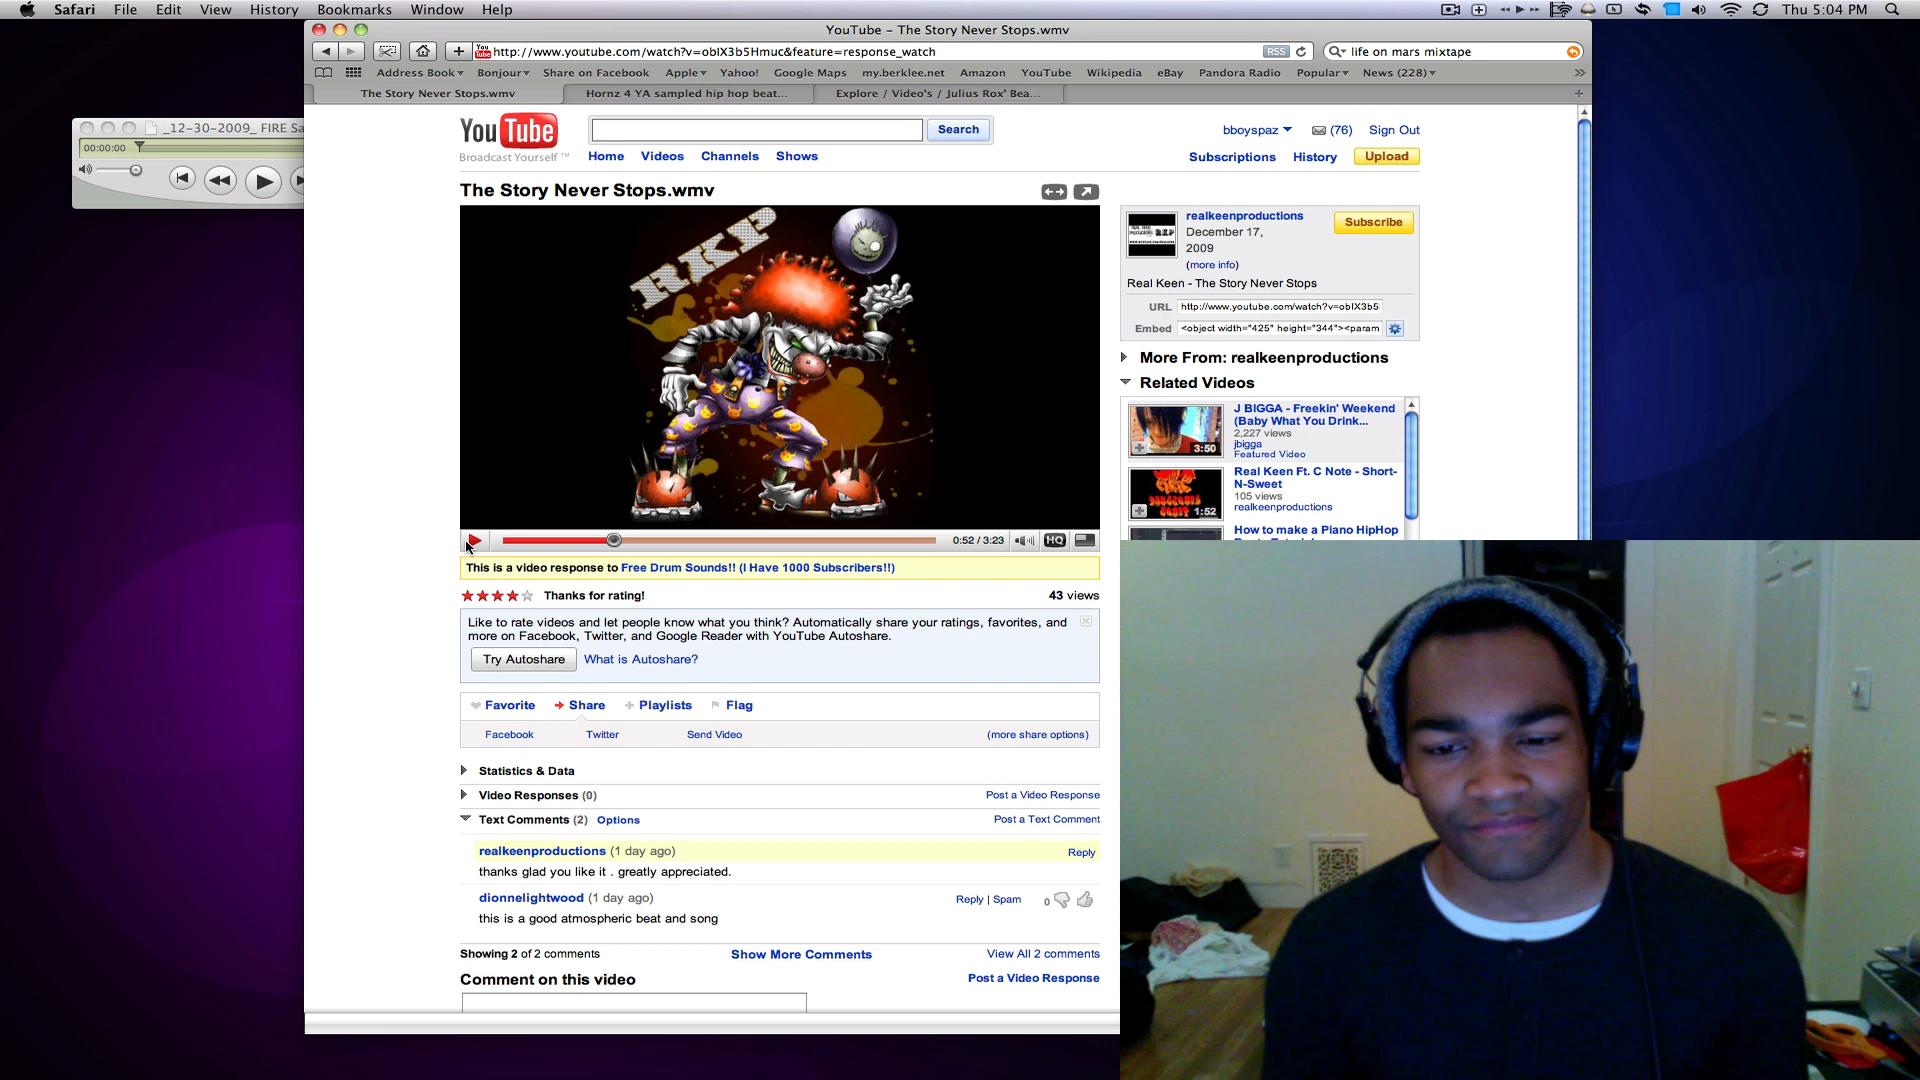 Safari File Edit View History Bookmarks Window Help Thu 5:04 PM
YouTube – The Story Never Stops.wmv
http://www.youtube.com/watch?v=obIX3b5Hmuc&feature=response_watch RSS life on mars mixtape
Address Book Bonjour Share on Facebook Apple Yahoo! Google Maps my.berklee.net Amazon YouTube Wikipedia eBay Pandora Radio Popular News (228)
The Story Never Stops.wmv Hornz 4 YA sampled hip hop beat... Explore / Video's / Julius Rox' Bea...
_12-30-2009_ FIRE Sa
00:00:00
YouTube Search bboyspaz (76) Sign Out
Broadcast Yourself ™ Home Videos Channels Shows Subscriptions History Upload
The Story Never Stops.wmv
RKP
realkeenproductions Subscribe
December 17,
2009
(more info)
Real Keen - The Story Never Stops
URL http://www.youtube.com/watch?v=obIX3b5
Embed <object width="425" height="344"><param
More From: realkeenproductions
Related Videos
J BIGGA - Freekin' Weekend
(Baby What You Drink...
2,227 views
jbigga
Featured Video
3:50
Real Keen Ft. C Note - Short-
N-Sweet
105 views
realkeenproductions
1:52
How to make a Piano HipHop
0:52 / 3:23 HQ
This is a video response to Free Drum Sounds!! (I Have 1000 Subscribers!!)
Thanks for rating! 43 views
Like to rate videos and let people know what you think? Automatically share your ratings, favorites, and
more on Facebook, Twitter, and Google Reader with YouTube Autoshare.
Try Autoshare What is Autoshare?
Favorite Share Playlists Flag
Facebook Twitter Send Video (more share options)
Statistics & Data
Video Responses (0) Post a Video Response
Text Comments (2) Options Post a Text Comment
realkeenproductions (1 day ago) Reply
thanks glad you like it . greatly appreciated.
dionnelightwood (1 day ago) Reply | Spam 0
this is a good atmospheric beat and song
Showing 2 of 2 comments Show More Comments View All 2 comments
Comment on this video Post a Video Response